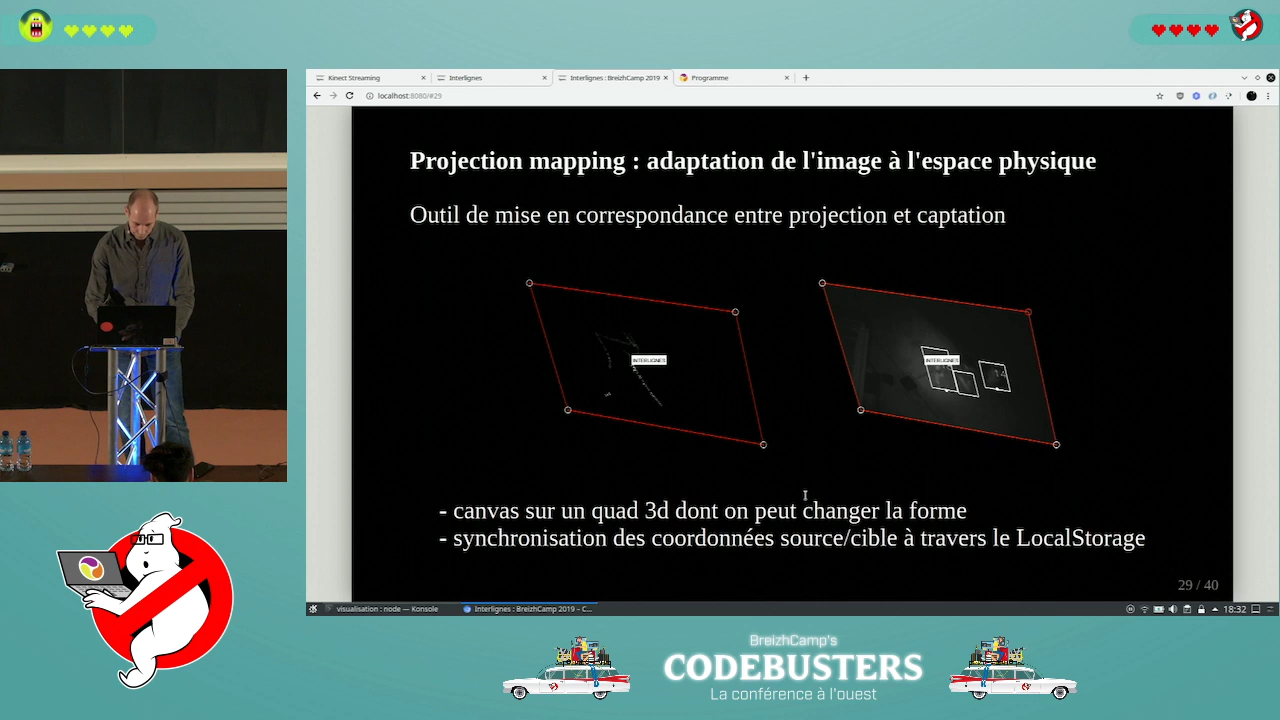 Kinect Streaming
Interlignes
Interlignes : BreizhCamp 2019
Programme
localhost:8080/#29
Projection mapping : adaptation de l'image à l'espace physique
Outil de mise en correspondance entre projection et captation
INTERLIGNES
INTERLIGNES
- canvas sur un quad 3d dont on peut changer la forme
- synchronisation des coordonnées source/cible à travers le LocalStorage
29 / 40
visualisation : node — Konsole
Interlignes : BreizhCamp 2019 – C...
18:32
BreizhCamp's
CODEBUSTERS
La conférence à l'ouest